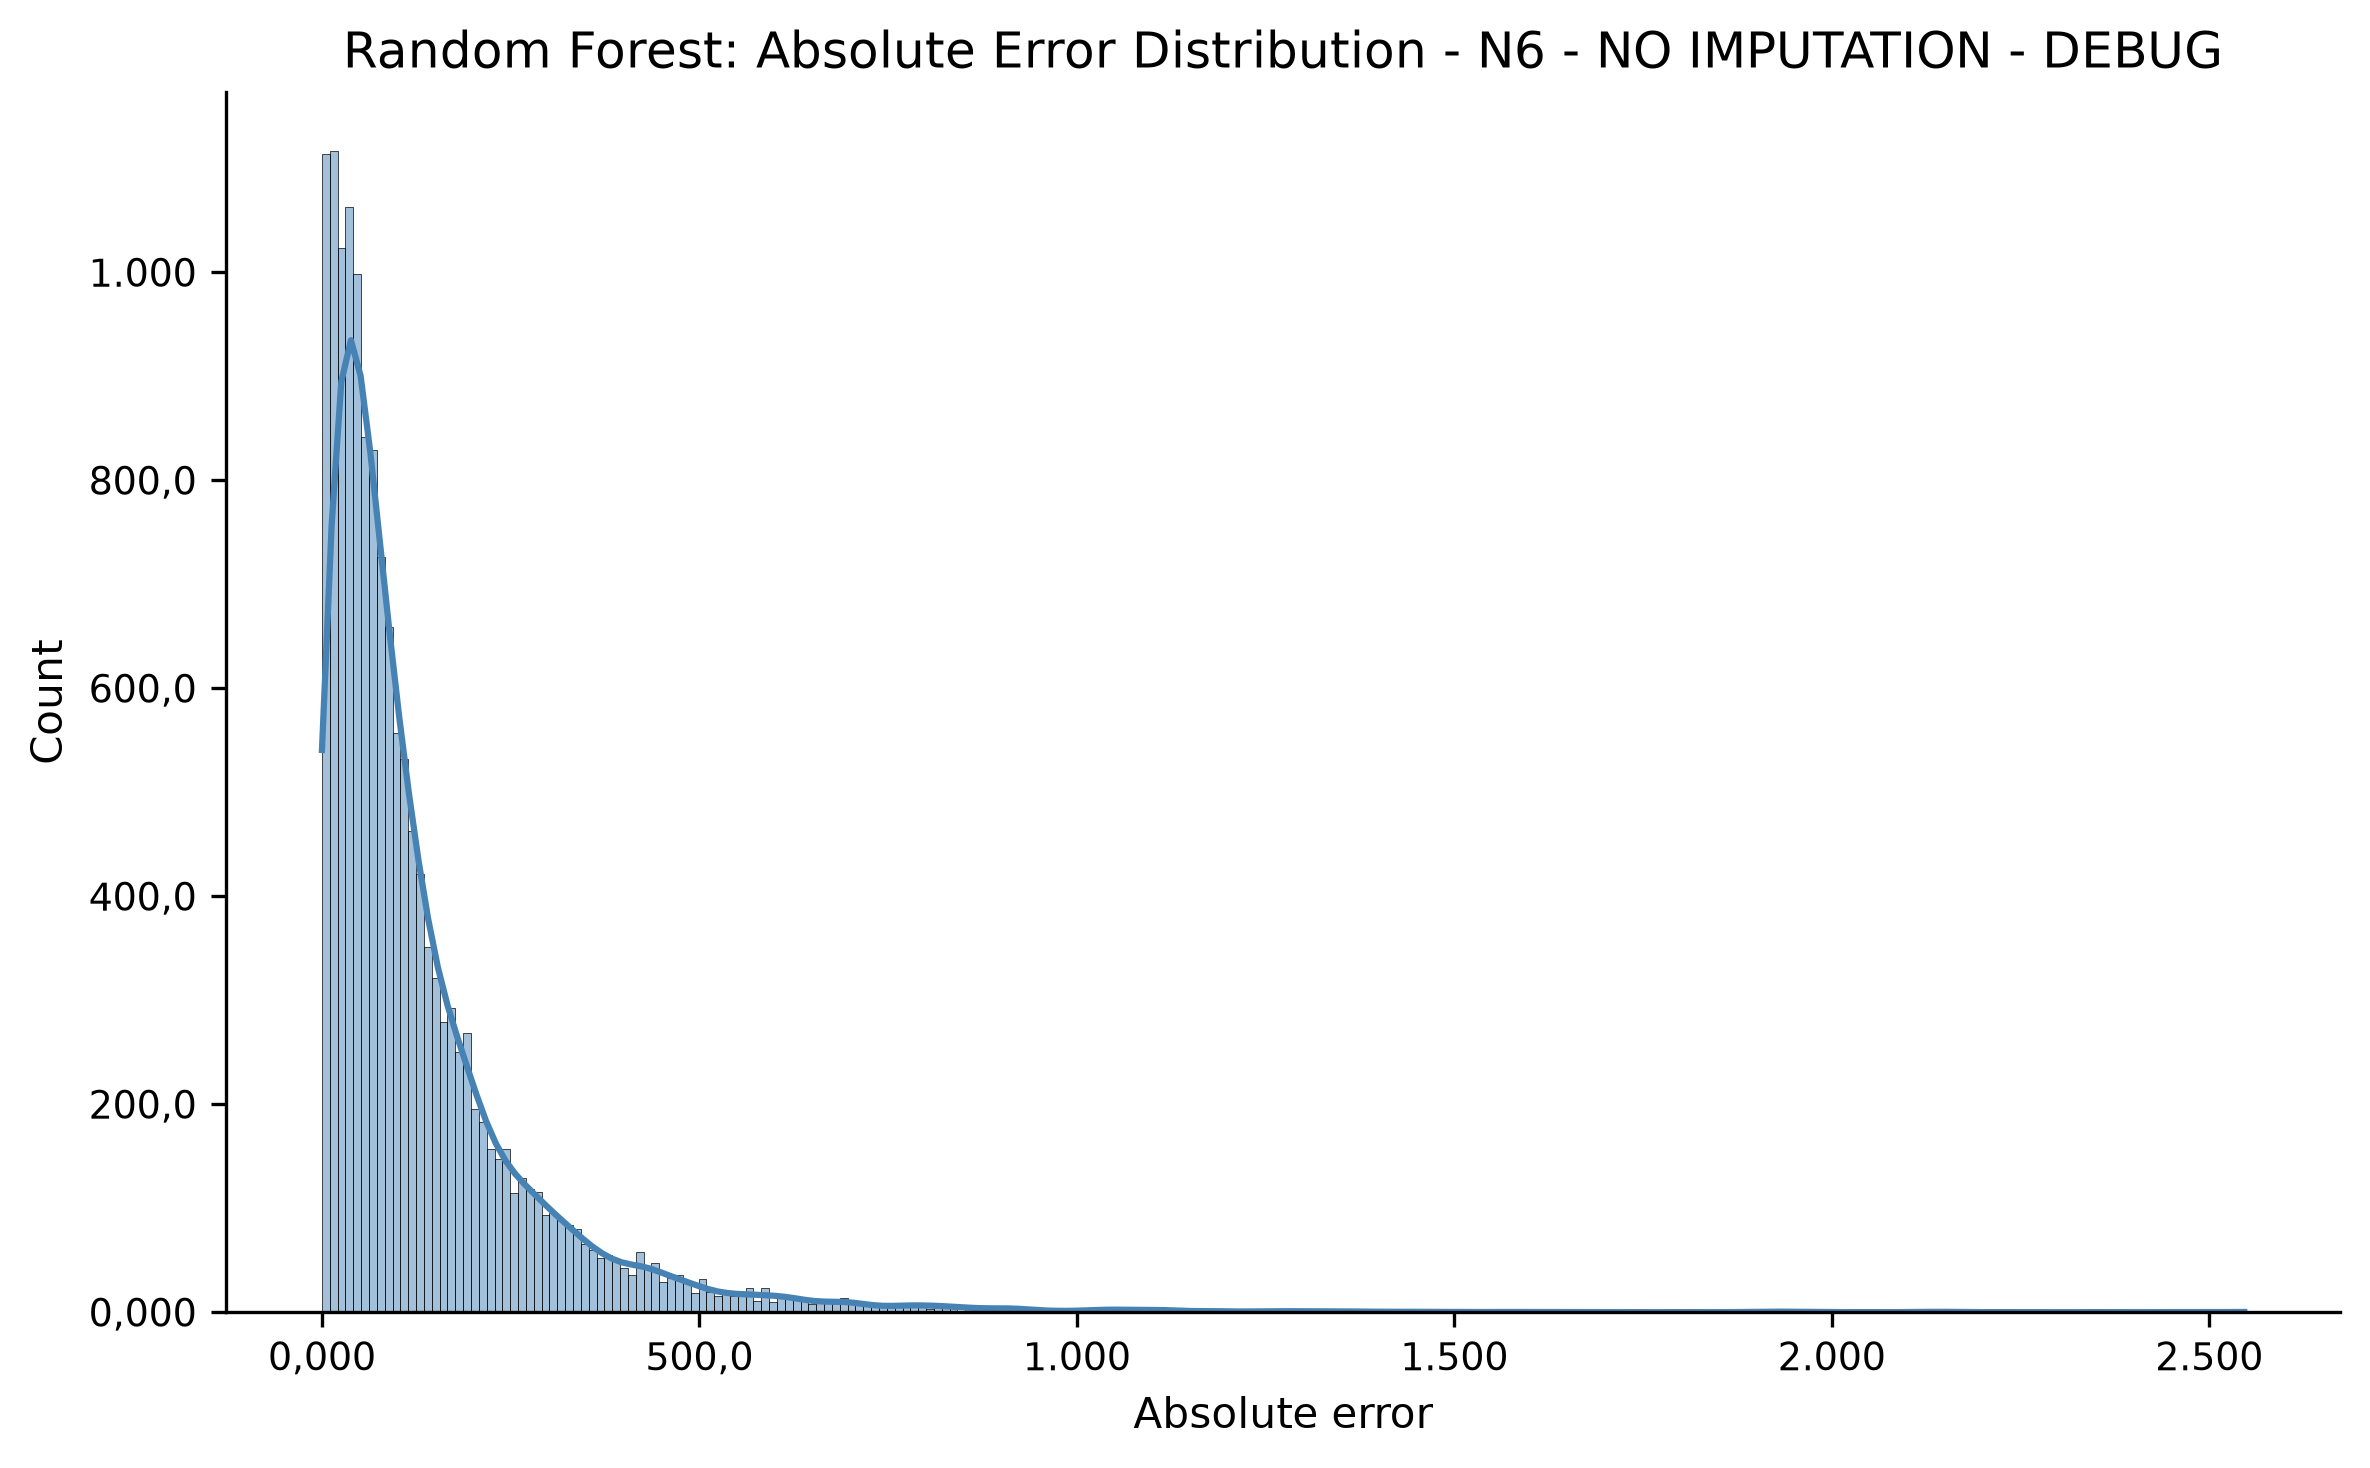 Random Forest: Absolute Error Distribution - N6 - NO IMPUTATION - DEBUG
Count
1.000
800,0
600,0
400,0
200,0
0,000
0,000 500,0 1.000 1.500 2.000 2.500
Absolute error